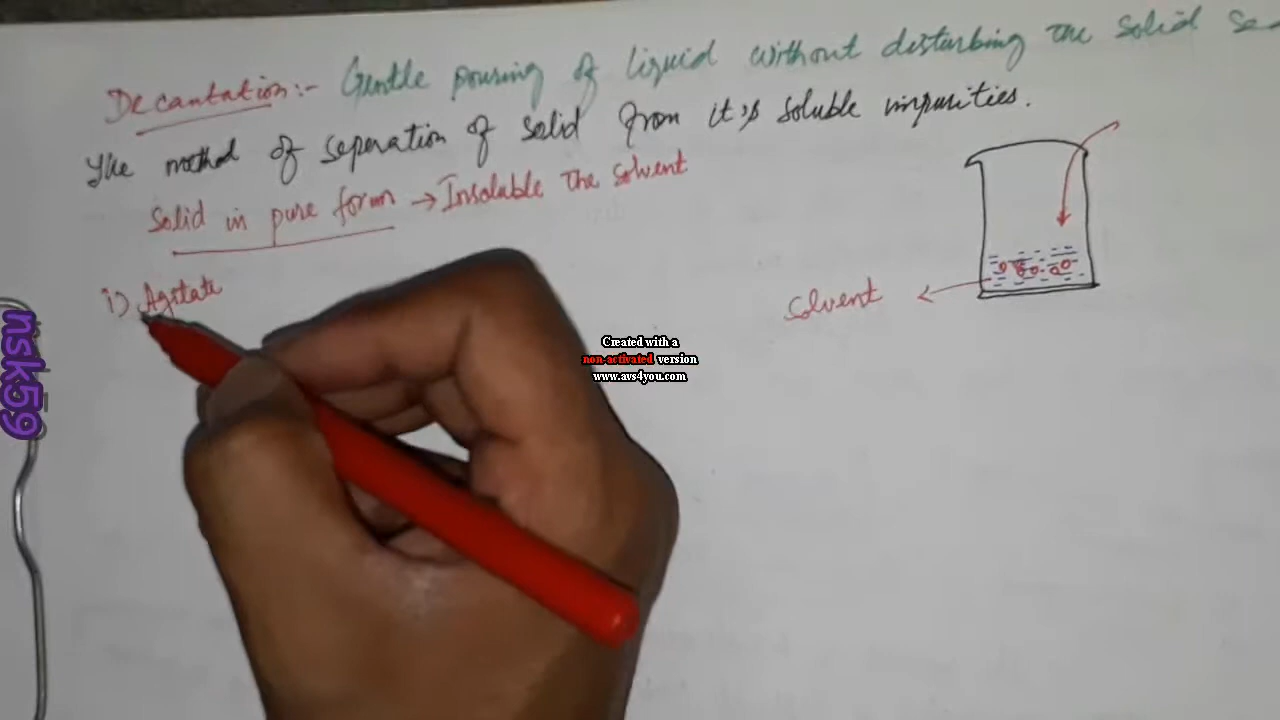 Decantation:- Gentle pouring of liquid without disturbing the solid se
The method of seperation of solid from it's soluble impurities.
Solid in pure form → Insoluble the solvent
i) Agitate
solvent
Created with a
non-activated version
www.avs4you.com
nsk59